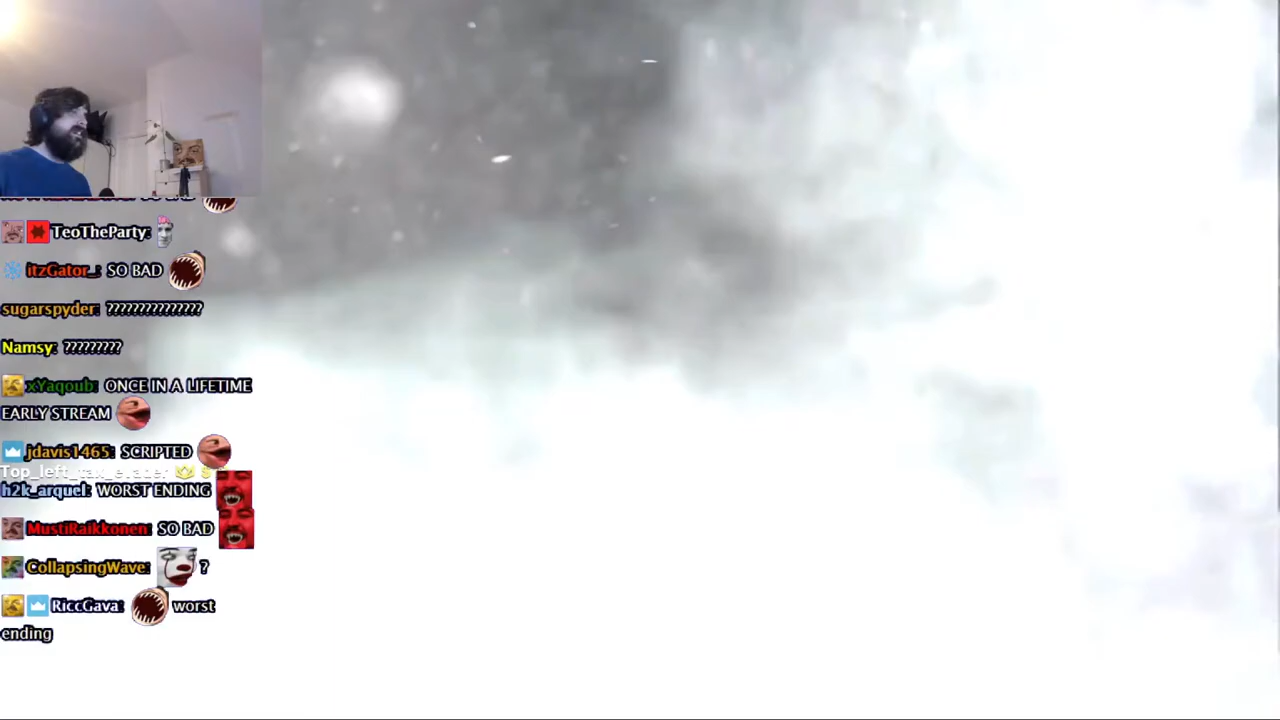 TeoTheParty:
itzGator_: SO BAD
sugarspyder: ??????????????
Namsy: ?????????
xYaqoub: ONCE IN A LIFETIME
EARLY STREAM
jdavis1465: SCRIPTED
Top_left_tax_evader
h2k_arquel: WORST ENDING
MustiRaikkonen: SO BAD
CollapsingWave: ?
RiccGava: worst
ending